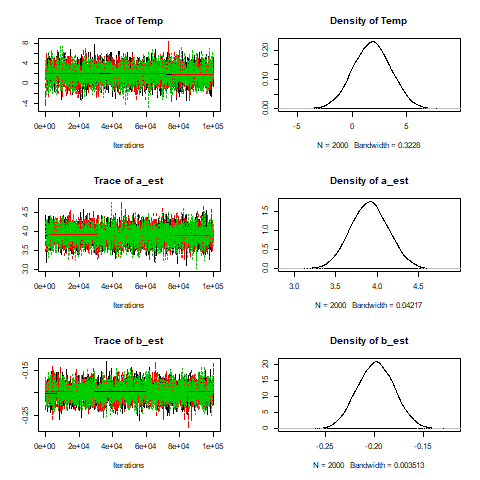 Trace of Temp
8
4
0
-4
0e+00 2e+04 4e+04 6e+04 8e+04 1e+05
Iterations
Density of Temp
0.20
0.10
0.00
-5 0 5
N = 2000 Bandwidth = 0.3228
Trace of a_est
4.5
4.0
3.5
3.0
0e+00 2e+04 4e+04 6e+04 8e+04 1e+05
Iterations
Density of a_est
1.5
1.0
0.5
0.0
3.0 3.5 4.0 4.5
N = 2000 Bandwidth = 0.04217
Trace of b_est
-0.15
-0.25
0e+00 2e+04 4e+04 6e+04 8e+04 1e+05
Iterations
Density of b_est
20
15
10
5
0
-0.25 -0.20 -0.15
N = 2000 Bandwidth = 0.003513